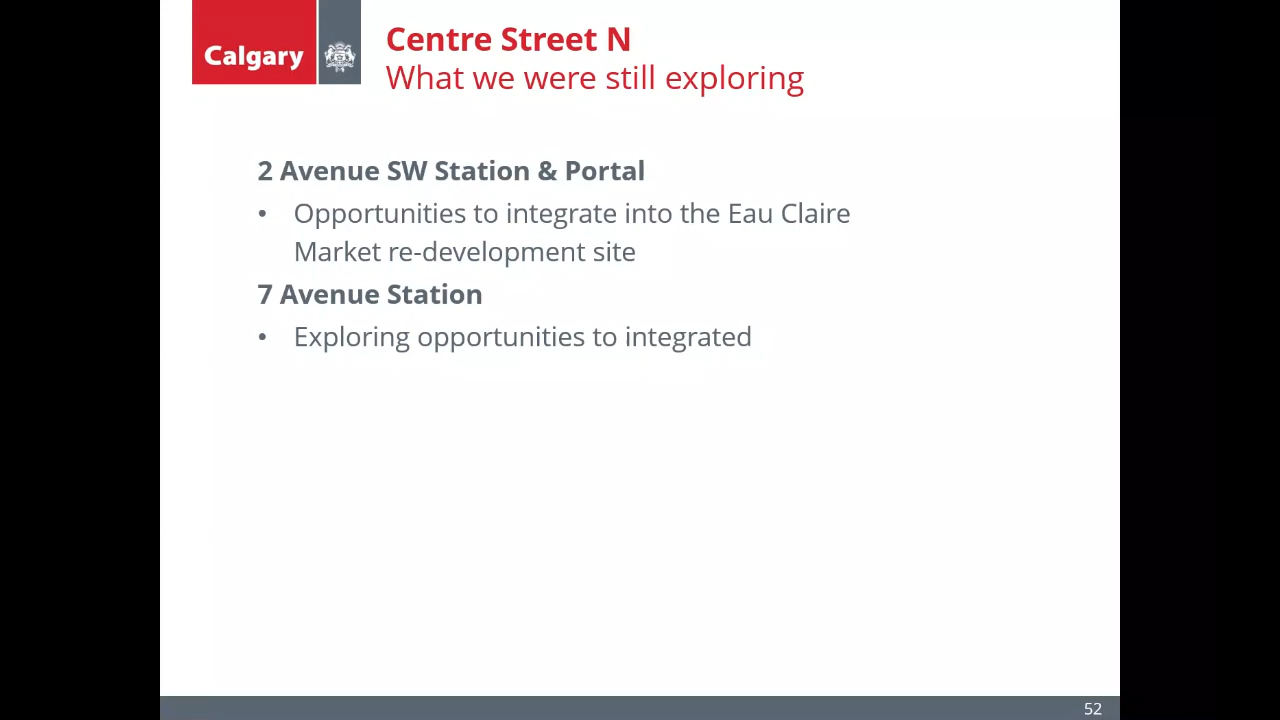 Calgary
Centre Street N
What we were still exploring
2 Avenue SW Station & Portal
• Opportunities to integrate into the Eau Claire
Market re-development site
7 Avenue Station
• Exploring opportunities to integrated
52